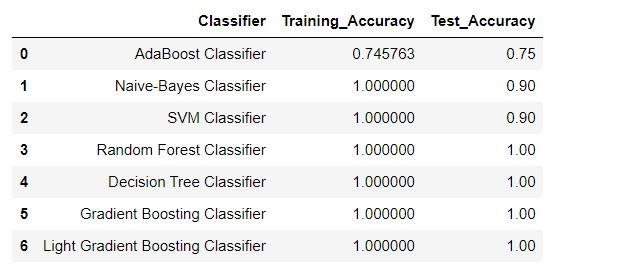 Classifier Training_Accuracy Test_Accuracy
0 AdaBoost Classifier 0.745763 0.75
1 Naive-Bayes Classifier 1.000000 0.90
2 SVM Classifier 1.000000 0.90
3 Random Forest Classifier 1.000000 1.00
4 Decision Tree Classifier 1.000000 1.00
5 Gradient Boosting Classifier 1.000000 1.00
6 Light Gradient Boosting Classifier 1.000000 1.00